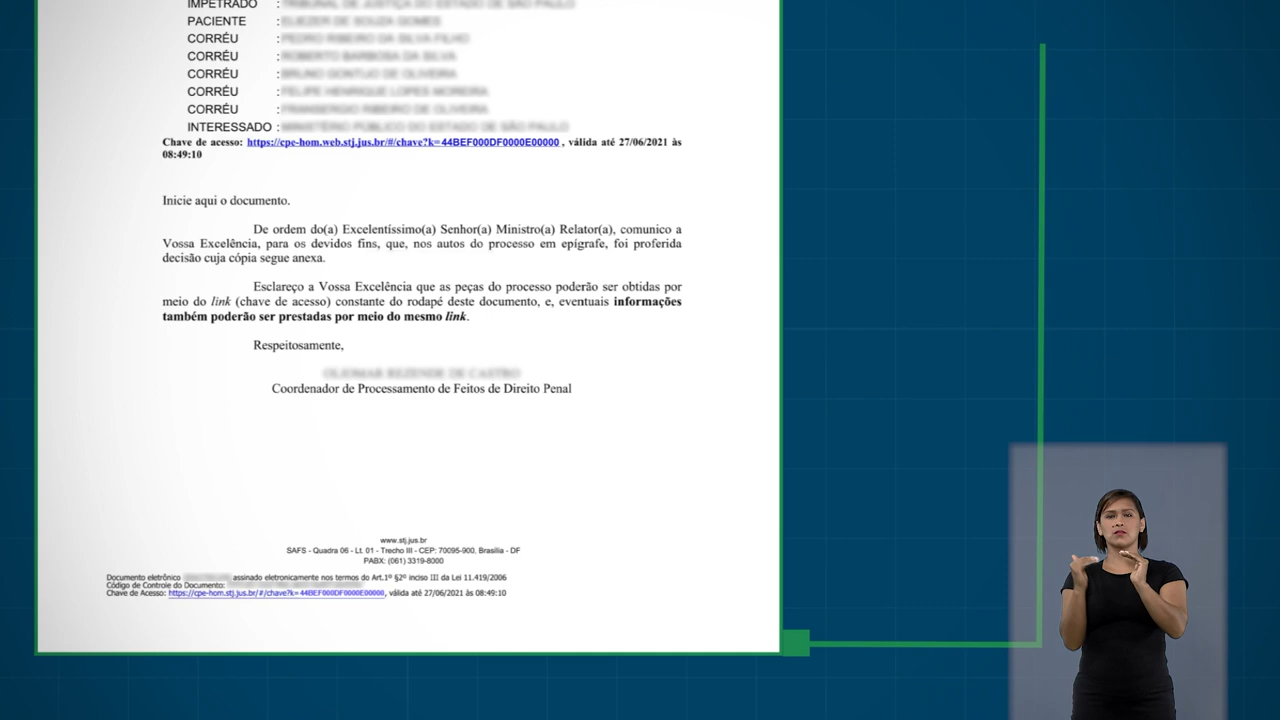 IMPETRADO :
PACIENTE :
CORRÉU :
CORRÉU :
CORRÉU :
CORRÉU :
CORRÉU :
INTERESSADO :
Chave de acesso: https://cpe-hom.web.stj.jus.br/#/chave?k=44BEF000DF0000E00000 , válida até 27/06/2021 às
08:49:10
Inicie aqui o documento.
De ordem do(a) Excelentíssimo(a) Senhor(a) Ministro(a) Relator(a), comunico a
Vossa Excelência, para os devidos fins, que, nos autos do processo em epígrafe, foi proferida
decisão cuja cópia segue anexa.
Esclareço a Vossa Excelência que as peças do processo poderão ser obtidas por
meio do link (chave de acesso) constante do rodapé deste documento, e, eventuais informações
também poderão ser prestadas por meio do mesmo link.
Respeitosamente,
Coordenador de Processamento de Feitos de Direito Penal
www.stj.jus.br
SAFS - Quadra 06 - Lt. 01 - Trecho III - CEP: 70095-900, Brasília - DF
PABX: (061) 3319-8000
Documento eletrônico assinado eletronicamente nos termos do Art.1º §2º inciso III da Lei 11.419/2006
Código de Controle do Documento:
Chave de Acesso: https://cpe-hom.stj.jus.br/#/chave?k=44BEF000DF0000E00000, válida até 27/06/2021 às 08:49:10